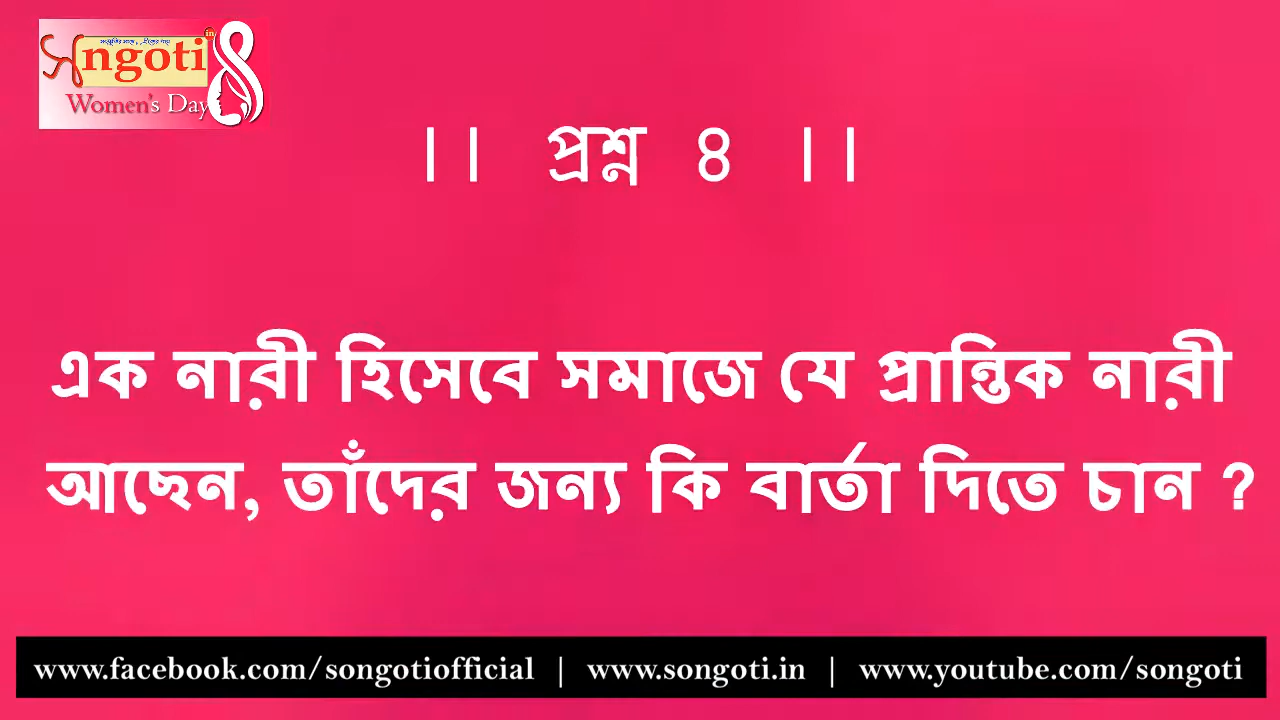 সngoti
Women's Day
।। প্রশ্ন ৪ ।।
এক নারী হিসেবে সমাজে যে প্রান্তিক নারী
আছেন, তাঁদের জন্য কি বার্তা দিতে চান ?
www.facebook.com/songotiofficial | www.songoti.in | www.youtube.com/songoti